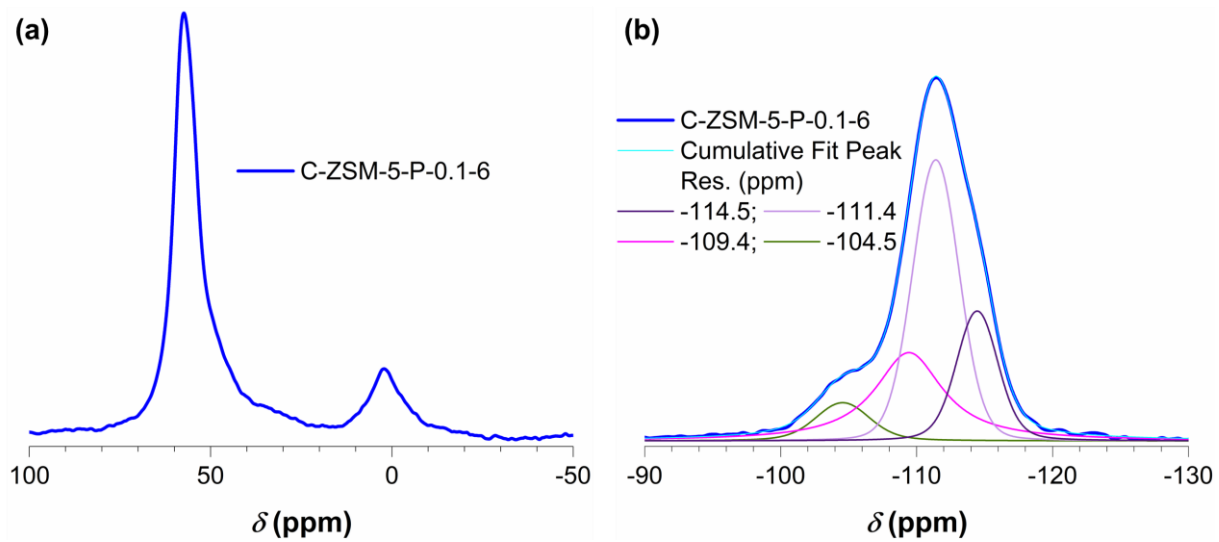 (a)
C-ZSM-5-P-0.1-6
100 50 0 -50
δ (ppm)
(b)
C-ZSM-5-P-0.1-6
Cumulative Fit Peak
Res. (ppm)
-114.5; -111.4
-109.4; -104.5
-90 -100 -110 -120 -130
δ (ppm)